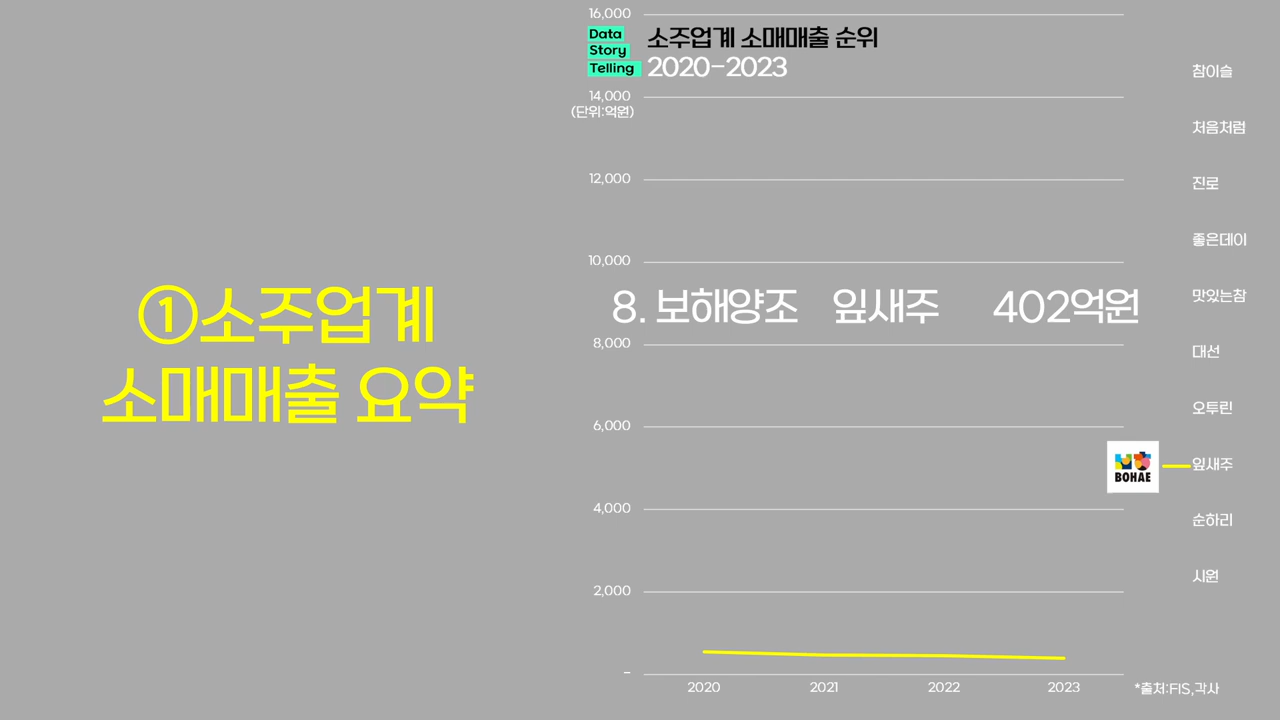 ①소주업계
소매매출 요약
Data
Story
Telling
소주업계 소매매출 순위
2020-2023
16,000
14,000
(단위:억원)
12,000
10,000
8,000
6,000
4,000
2,000
–
8. 보해양조 잎새주 402억원
2020 2021 2022 2023
참이슬
처음처럼
진로
좋은데이
맛있는참
대선
오투린
BOHAE
잎새주
순하리
시원
*출처:FIS,각사